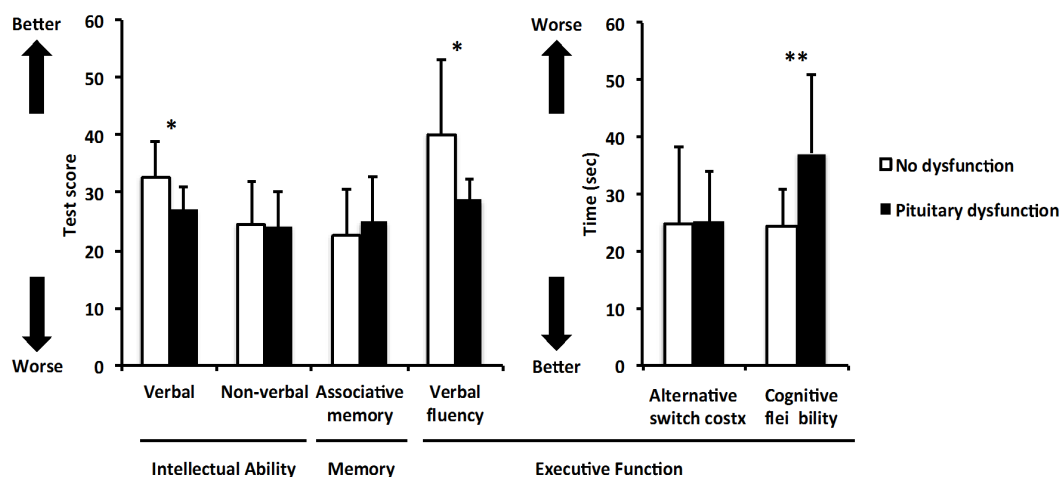 Better
Worse
Test score
60
50
40
30
20
10
0
*
*
Verbal
Non-verbal
Associative
memory
Verbal
fluency
Worse
Better
Time (sec)
60
50
40
30
20
10
0
**
Alternative
switch costx
Cognitive
flei bility
No dysfunction
Pituitary dysfunction
Intellectual Ability
Memory
Executive Function